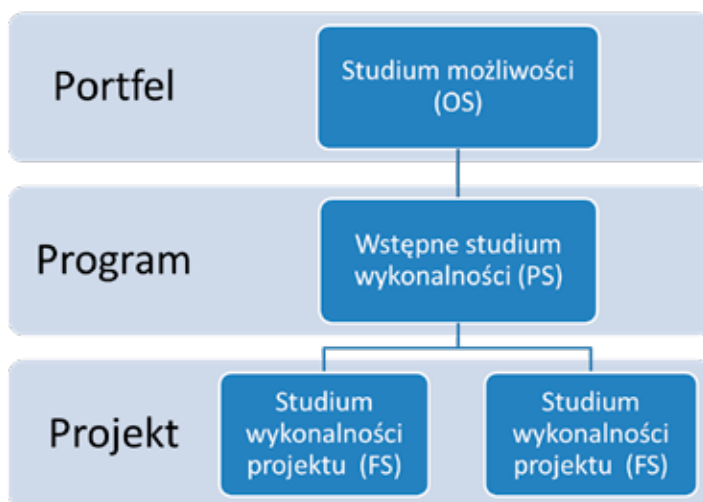 Portfel
Studium możliwości
(OS)
Program
Wstępne studium
wykonalności (PS)
Projekt
Studium
wykonalności
projektu (FS)
Studium
wykonalności
projektu (FS)